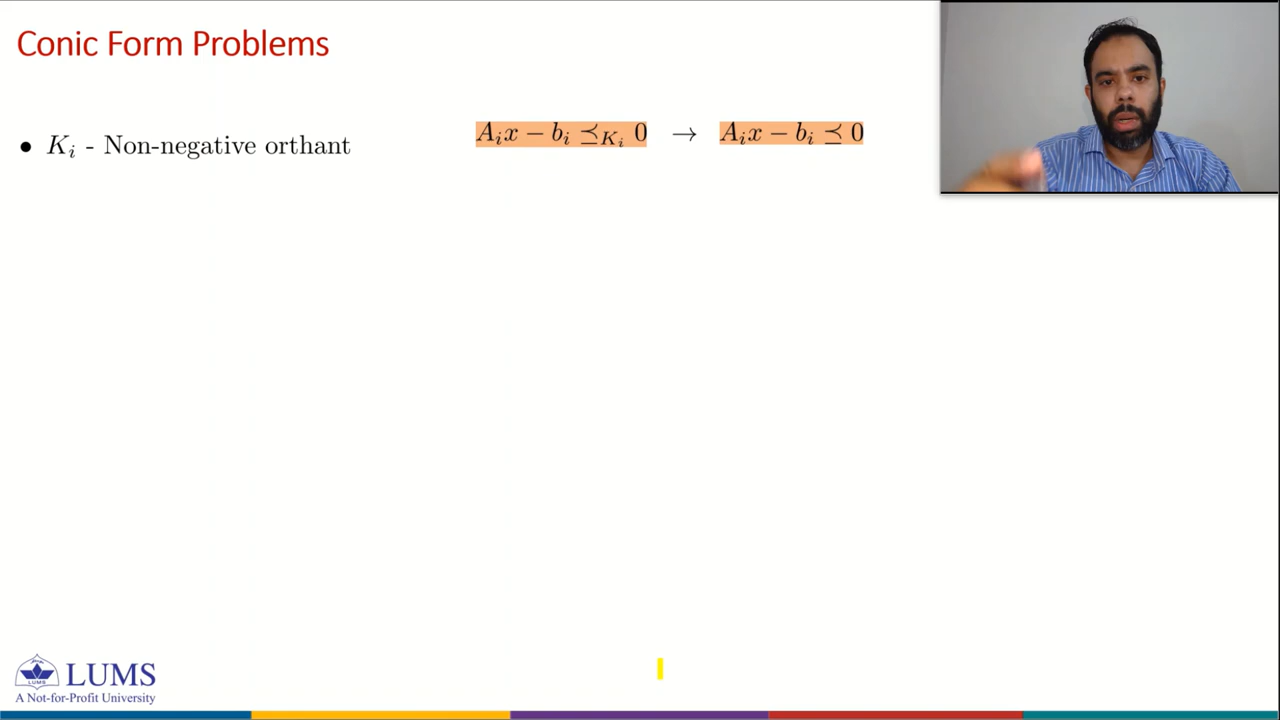 Conic Form Problems
• K_i - Non-negative orthant
A_i x − b_i ⪯_{K_i} 0 → A_i x − b_i ⪯ 0
LUMS
LUMS
A Not-for-Profit University